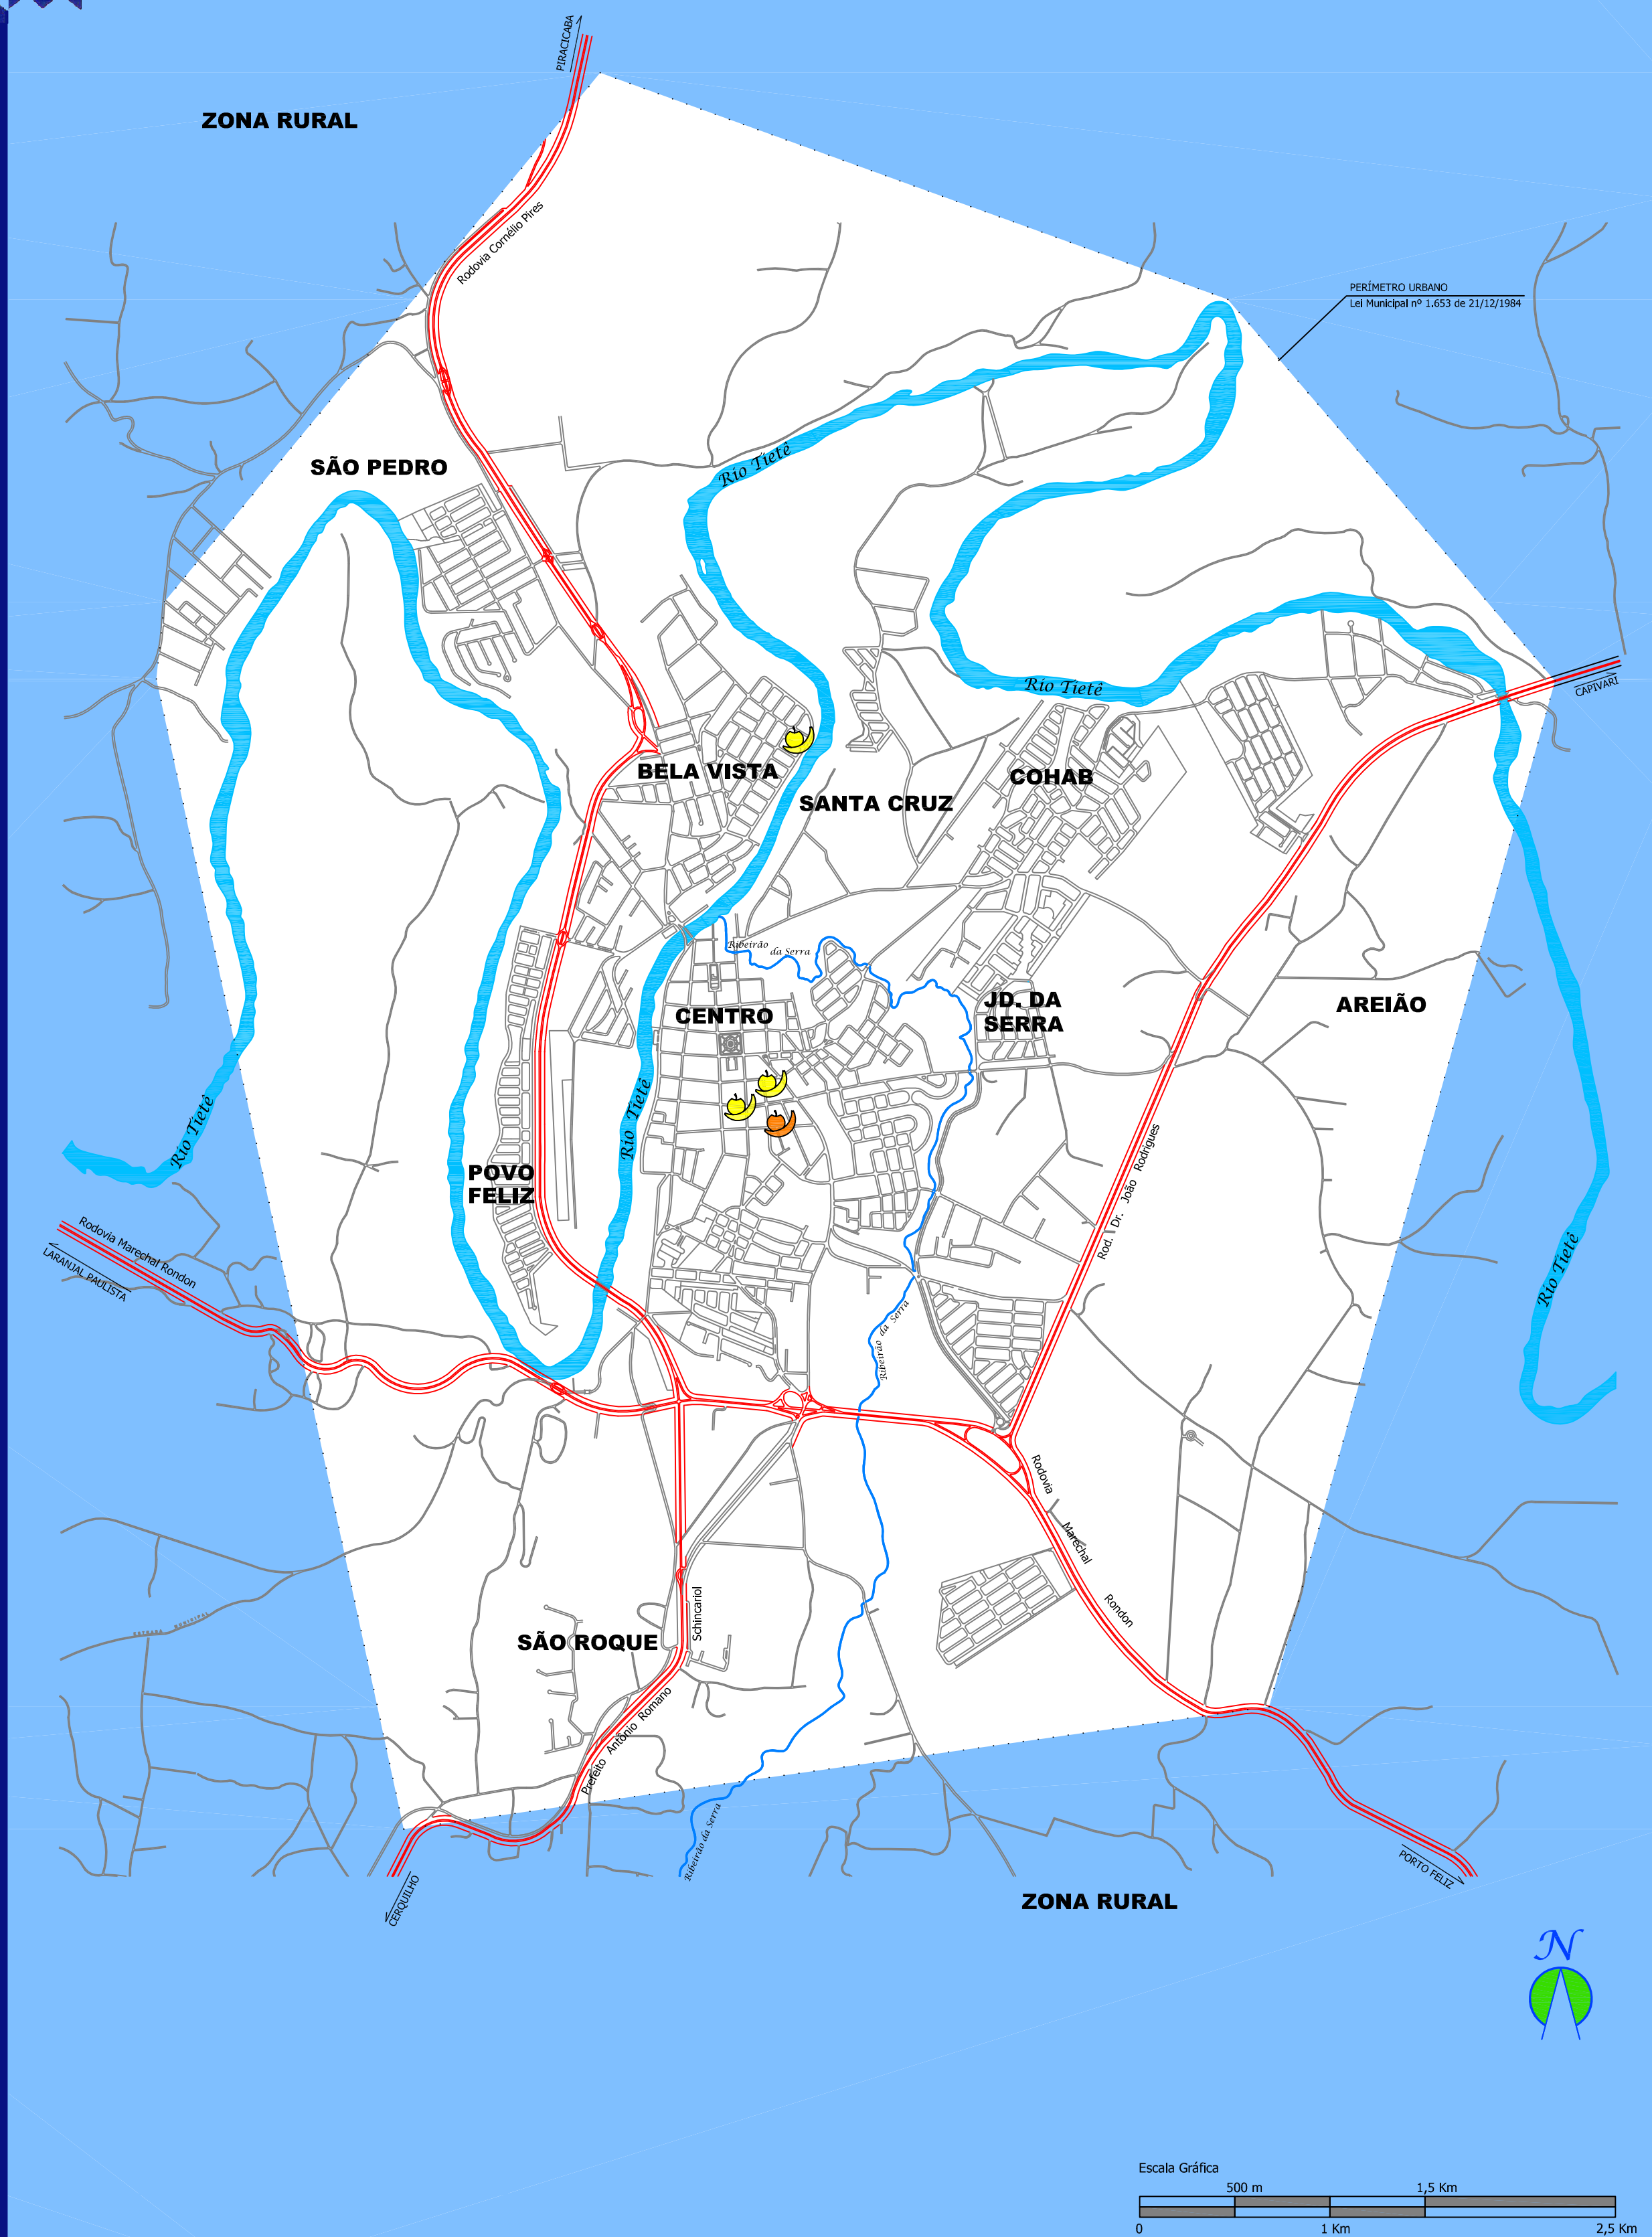 PIRACICABA
ZONA RURAL
Rodovia Cornélio Pires
PERÍMETRO URBANO
Lei Municipal nº 1.653 de 21/12/1984
SÃO PEDRO
Rio Tietê
Rio Tietê
CAPIVARI
BELA VISTA
COHAB
SANTA CRUZ
Ribeirão
da Serra
CENTRO
JD. DA
SERRA
AREIÃO
Rio Tietê
Rio Tietê
POVO
FELIZ
Rod. Dr. João Rodrigues
Rodovia Marechal Rondon
LARANJAL PAULISTA
Rio Tietê
Ribeirão da Serra
Rodovia
Marechal
Rondon
Schincariol
SÃO ROQUE
Prefeito Antônio Romano
Ribeirão da Serra
CERQUILHO
PORTO FELIZ
ZONA RURAL
N
Escala Gráfica
500 m 1,5 Km
0 1 Km 2,5 Km